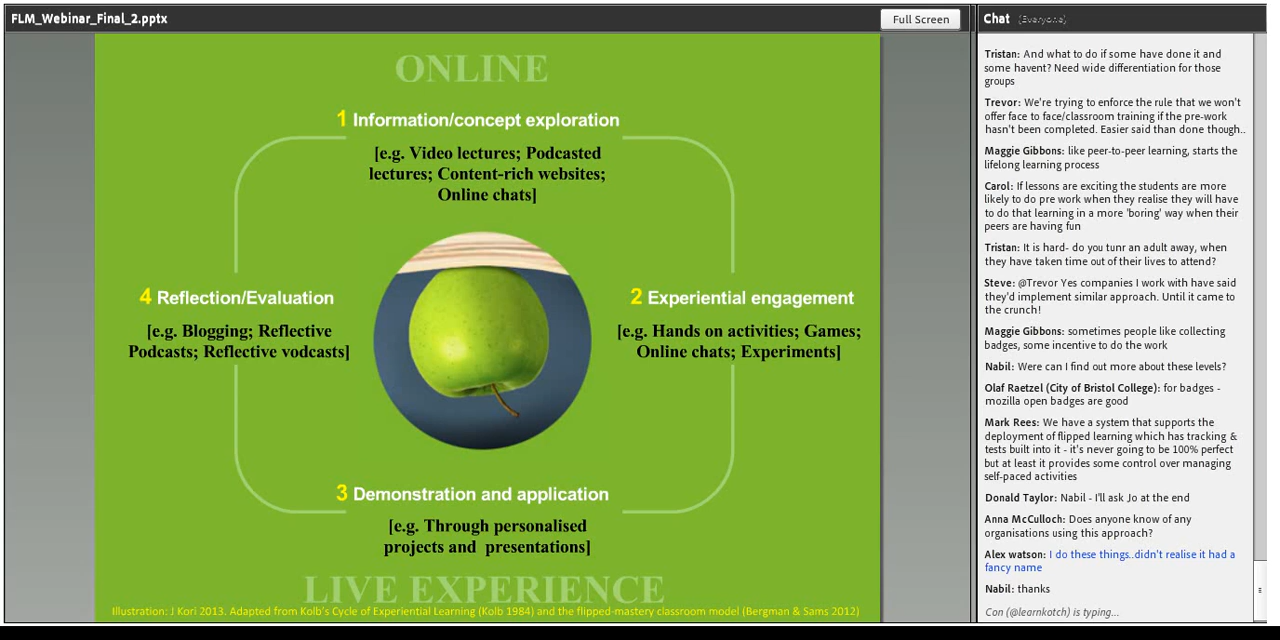 FLM_Webinar_Final_2.pptx
Full Screen
ONLINE
1 Information/concept exploration
[e.g. Video lectures; Podcasted
lectures; Content-rich websites;
Online chats]
4 Reflection/Evaluation
[e.g. Blogging; Reflective
Podcasts; Reflective vodcasts]
2 Experiential engagement
[e.g. Hands on activities; Games;
Online chats; Experiments]
3 Demonstration and application
[e.g. Through personalised
projects and presentations]
LIVE EXPERIENCE
Illustration: J Kori 2013. Adapted from Kolb's Cycle of Experiential Learning (Kolb 1984) and the flipped-mastery classroom model (Bergman & Sams 2012)
Chat (Everyone)
Tristan: And what to do if some have done it and
some havent? Need wide differentiation for those
groups
Trevor: We're trying to enforce the rule that we won't
offer face to face/classroom training if the pre-work
hasn't been completed. Easier said than done though..
Maggie Gibbons: like peer-to-peer learning, starts the
lifelong learning process
Carol: If lessons are exciting the students are more
likely to do pre work when they realise they will have
to do that learning in a more 'boring' way when their
peers are having fun
Tristan: It is hard- do you tunr an adult away, when
they have taken time out of their lives to attend?
Steve: @Trevor Yes companies I work with have said
they'd implement similar approach. Until it came to
the crunch!
Maggie Gibbons: sometimes people like collecting
badges, some incentive to do the work
Nabil: Were can I find out more about these levels?
Olaf Raetzel (City of Bristol College): for badges -
mozilla open badges are good
Mark Rees: We have a system that supports the
deployment of flipped learning which has tracking &
tests built into it - it's never going to be 100% perfect
but at least it provides some control over managing
self-paced activities
Donald Taylor: Nabil - I'll ask Jo at the end
Anna McCulloch: Does anyone know of any
organisations using this approach?
Alex watson: I do these things..didn't realise it had a
fancy name
Nabil: thanks
Con (@learnkotch) is typing...